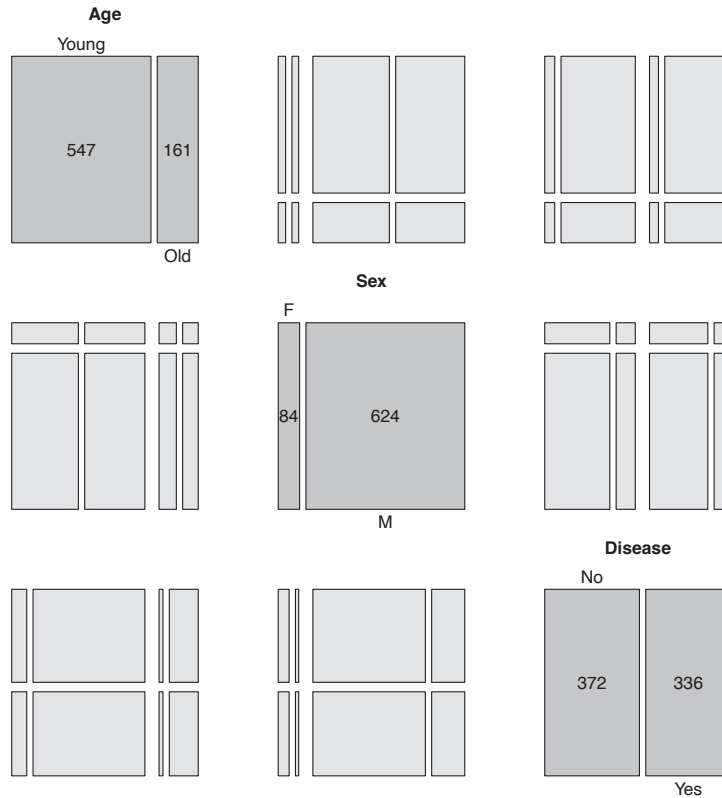 Age
Young
547
161
Old
Sex
F
84
624
M
Disease
No
372
336
Yes